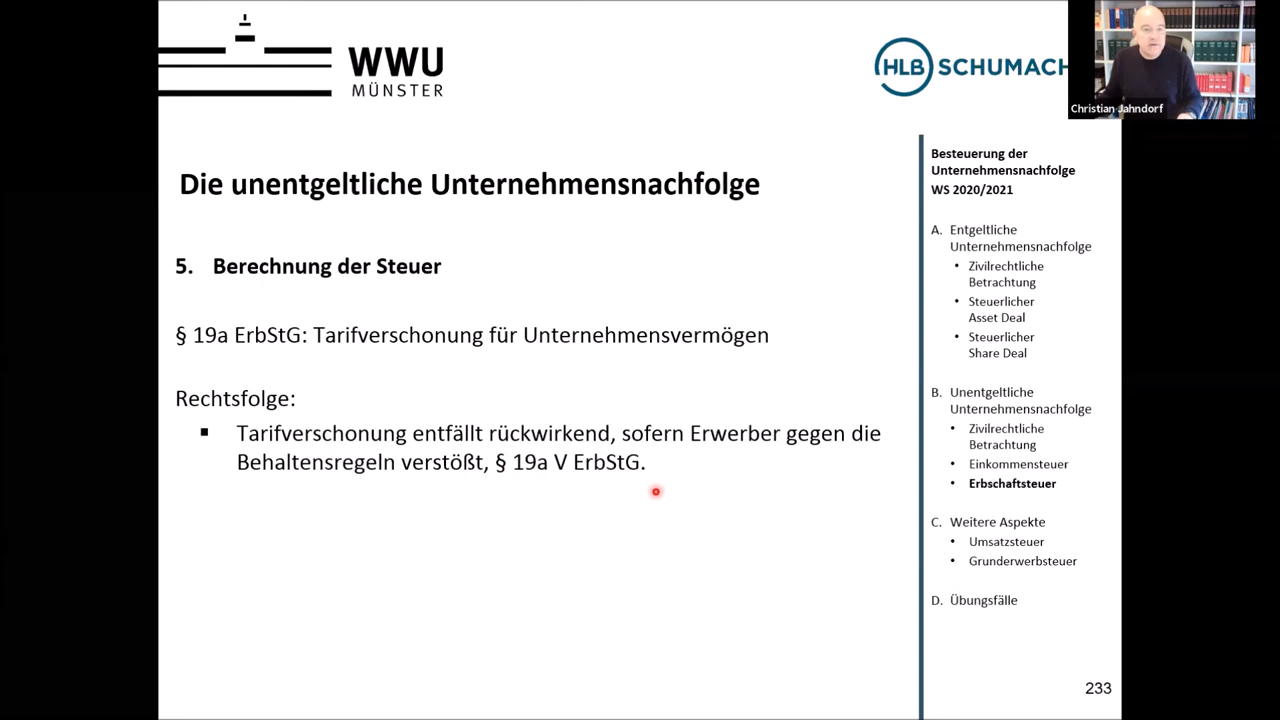 WWU
MÜNSTER
HLB SCHUMACH
Christian Jahndorf
Die unentgeltliche Unternehmensnachfolge
5. Berechnung der Steuer
§ 19a ErbStG: Tarifverschonung für Unternehmensvermögen
Rechtsfolge:
▪ Tarifverschonung entfällt rückwirkend, sofern Erwerber gegen die
Behaltensregeln verstößt, § 19a V ErbStG.
Besteuerung der
Unternehmensnachfolge
WS 2020/2021
A. Entgeltliche
Unternehmensnachfolge
• Zivilrechtliche
Betrachtung
• Steuerlicher
Asset Deal
• Steuerlicher
Share Deal
B. Unentgeltliche
Unternehmensnachfolge
• Zivilrechtliche
Betrachtung
• Einkommensteuer
• Erbschaftsteuer
C. Weitere Aspekte
• Umsatzsteuer
• Grunderwerbsteuer
D. Übungsfälle
233